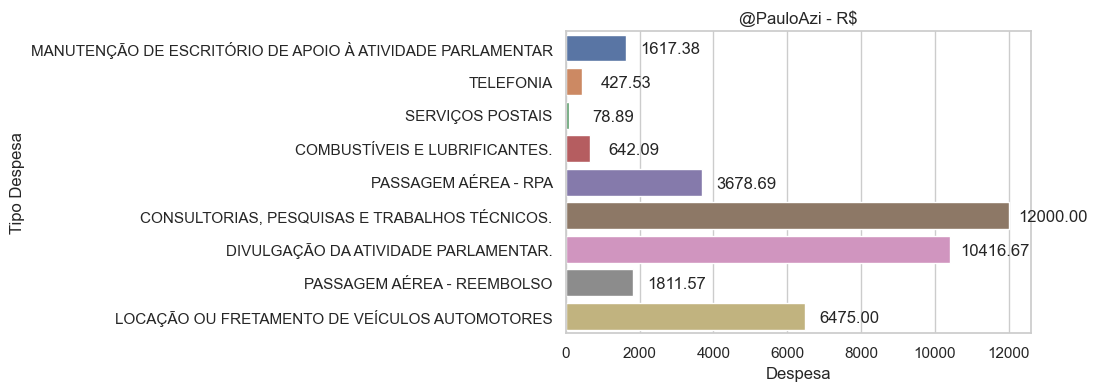 @PauloAzi - R$
MANUTENÇÃO DE ESCRITÓRIO DE APOIO À ATIVIDADE PARLAMENTAR 1617.38
TELEFONIA 427.53
SERVIÇOS POSTAIS 78.89
COMBUSTÍVEIS E LUBRIFICANTES. 642.09
PASSAGEM AÉREA - RPA 3678.69
CONSULTORIAS, PESQUISAS E TRABALHOS TÉCNICOS. 12000.00
DIVULGAÇÃO DA ATIVIDADE PARLAMENTAR. 10416.67
PASSAGEM AÉREA - REEMBOLSO 1811.57
LOCAÇÃO OU FRETAMENTO DE VEÍCULOS AUTOMOTORES 6475.00
Tipo Despesa
0 2000 4000 6000 8000 10000 12000
Despesa